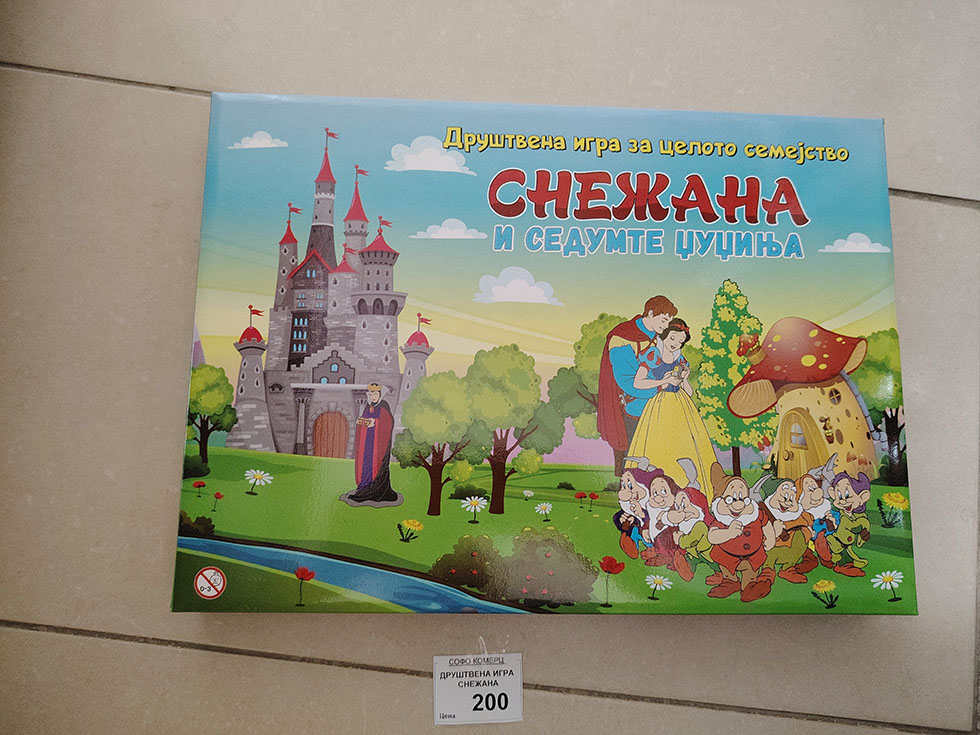 Друштвена игра за целото семејство
СНЕЖАНА
И СЕДУМТЕ ЏУЏИЊА
0-3
СОФО КОМЕРЦ
ДРУШТВЕНА ИГРА
СНЕЖАНА
200
Цена